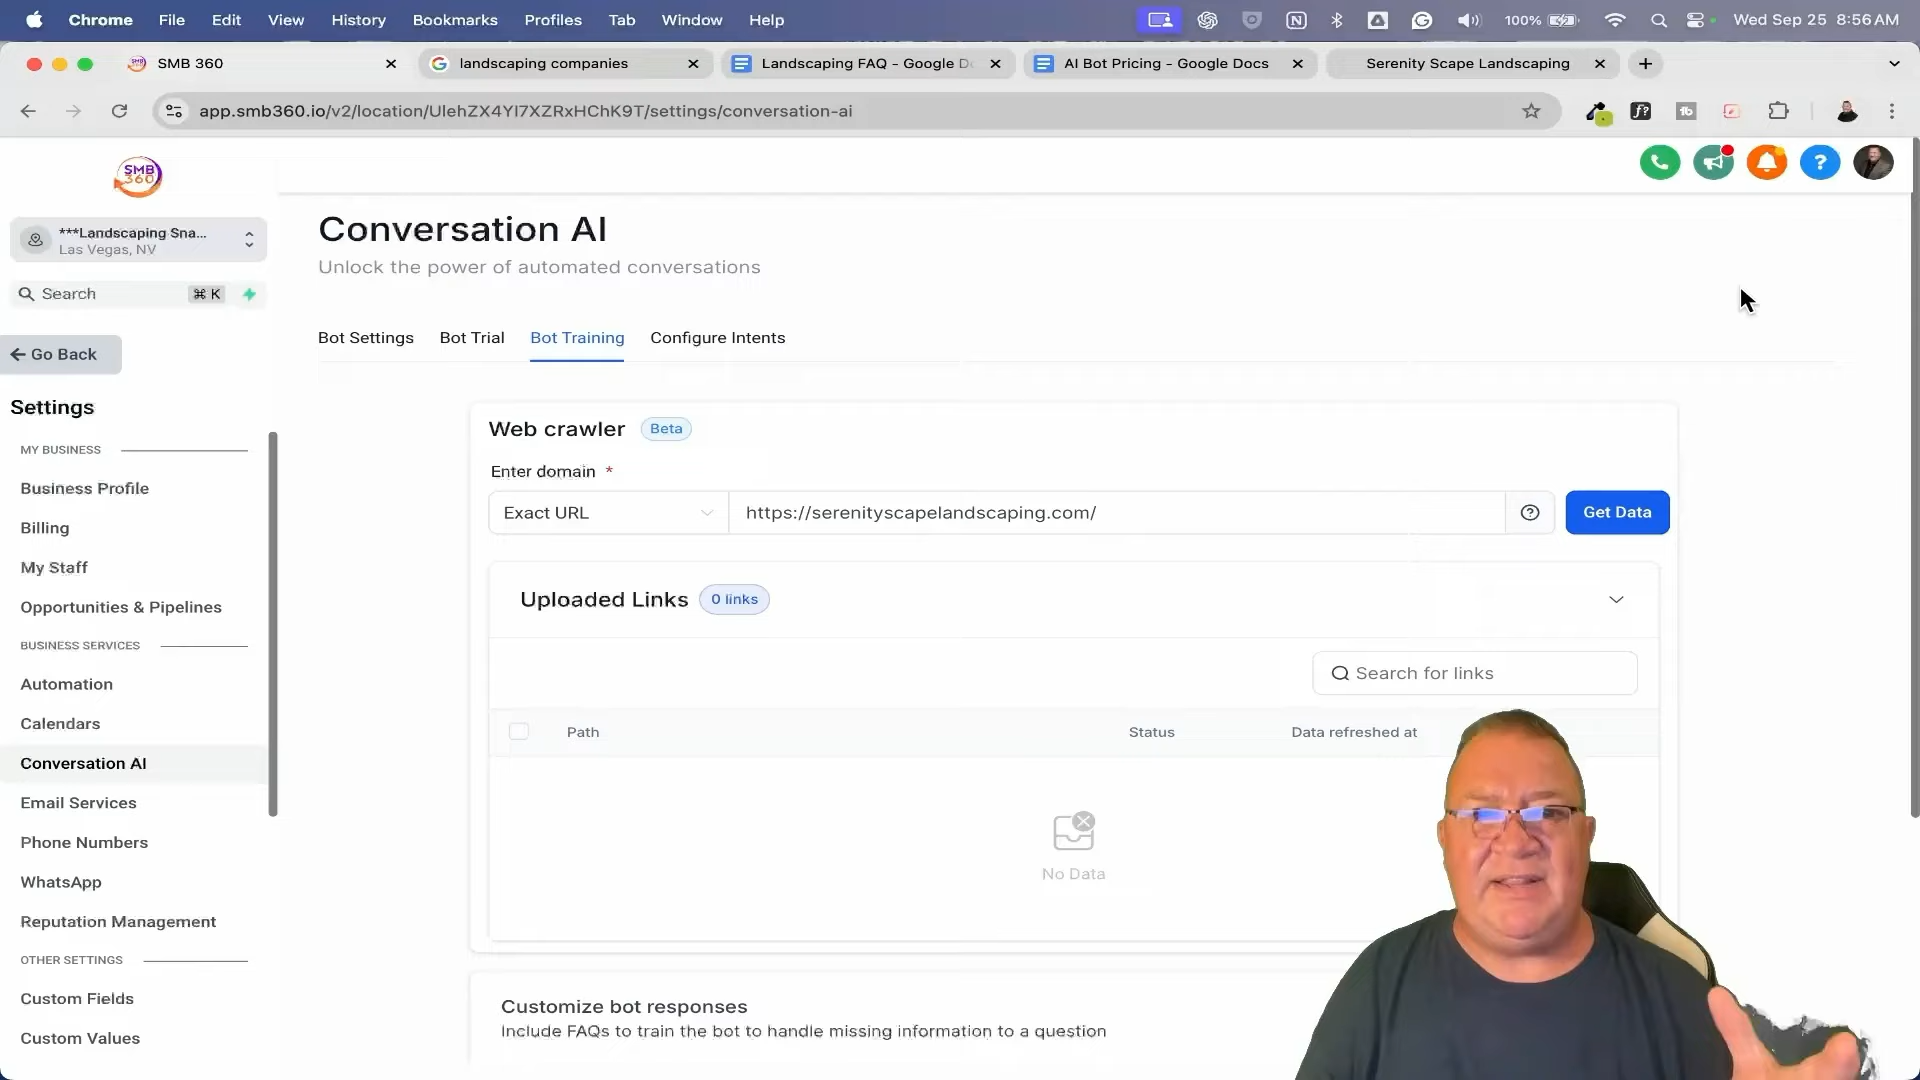 Chrome File Edit View History Bookmarks Profiles Tab Window Help 100% Wed Sep 25 8:56 AM
SMB 360 landscaping companies Landscaping FAQ - Google D AI Bot Pricing - Google Docs Serenity Scape Landscaping
app.smb360.io/v2/location/UlehZX4Yl7XZRxHChK9T/settings/conversation-ai
SMB
360
***Landscaping Sna...
Las Vegas, NV
Search ⌘ K
Go Back
Settings
MY BUSINESS
Business Profile
Billing
My Staff
Opportunities & Pipelines
BUSINESS SERVICES
Automation
Calendars
Conversation AI
Email Services
Phone Numbers
WhatsApp
Reputation Management
OTHER SETTINGS
Custom Fields
Custom Values
Conversation AI
Unlock the power of automated conversations
Bot Settings Bot Trial Bot Training Configure Intents
Web crawler Beta
Enter domain *
Exact URL https://serenityscapelandscaping.com/ Get Data
Uploaded Links 0 links
Search for links
Path Status Data refreshed at
No Data
Customize bot responses
Include FAQs to train the bot to handle missing information to a question